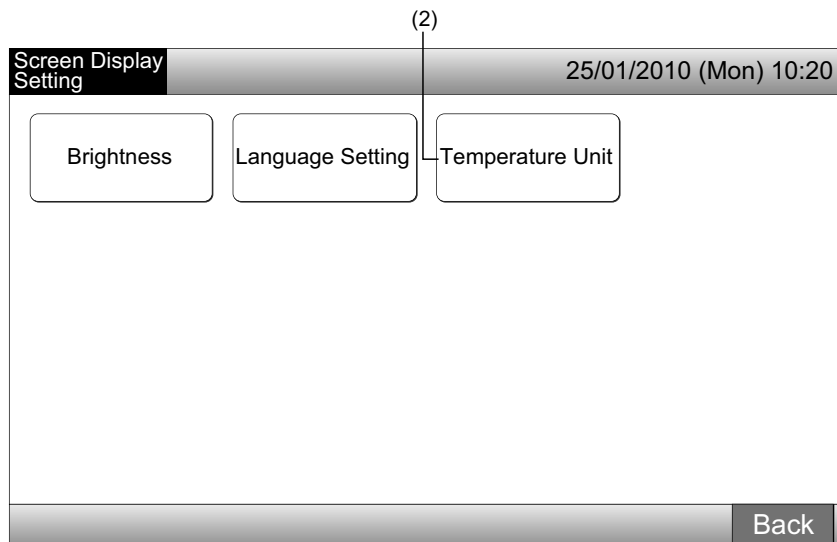 (2)
Screen Display
Setting
25/01/2010 (Mon) 10:20
Brightness
Language Setting
Temperature Unit
Back